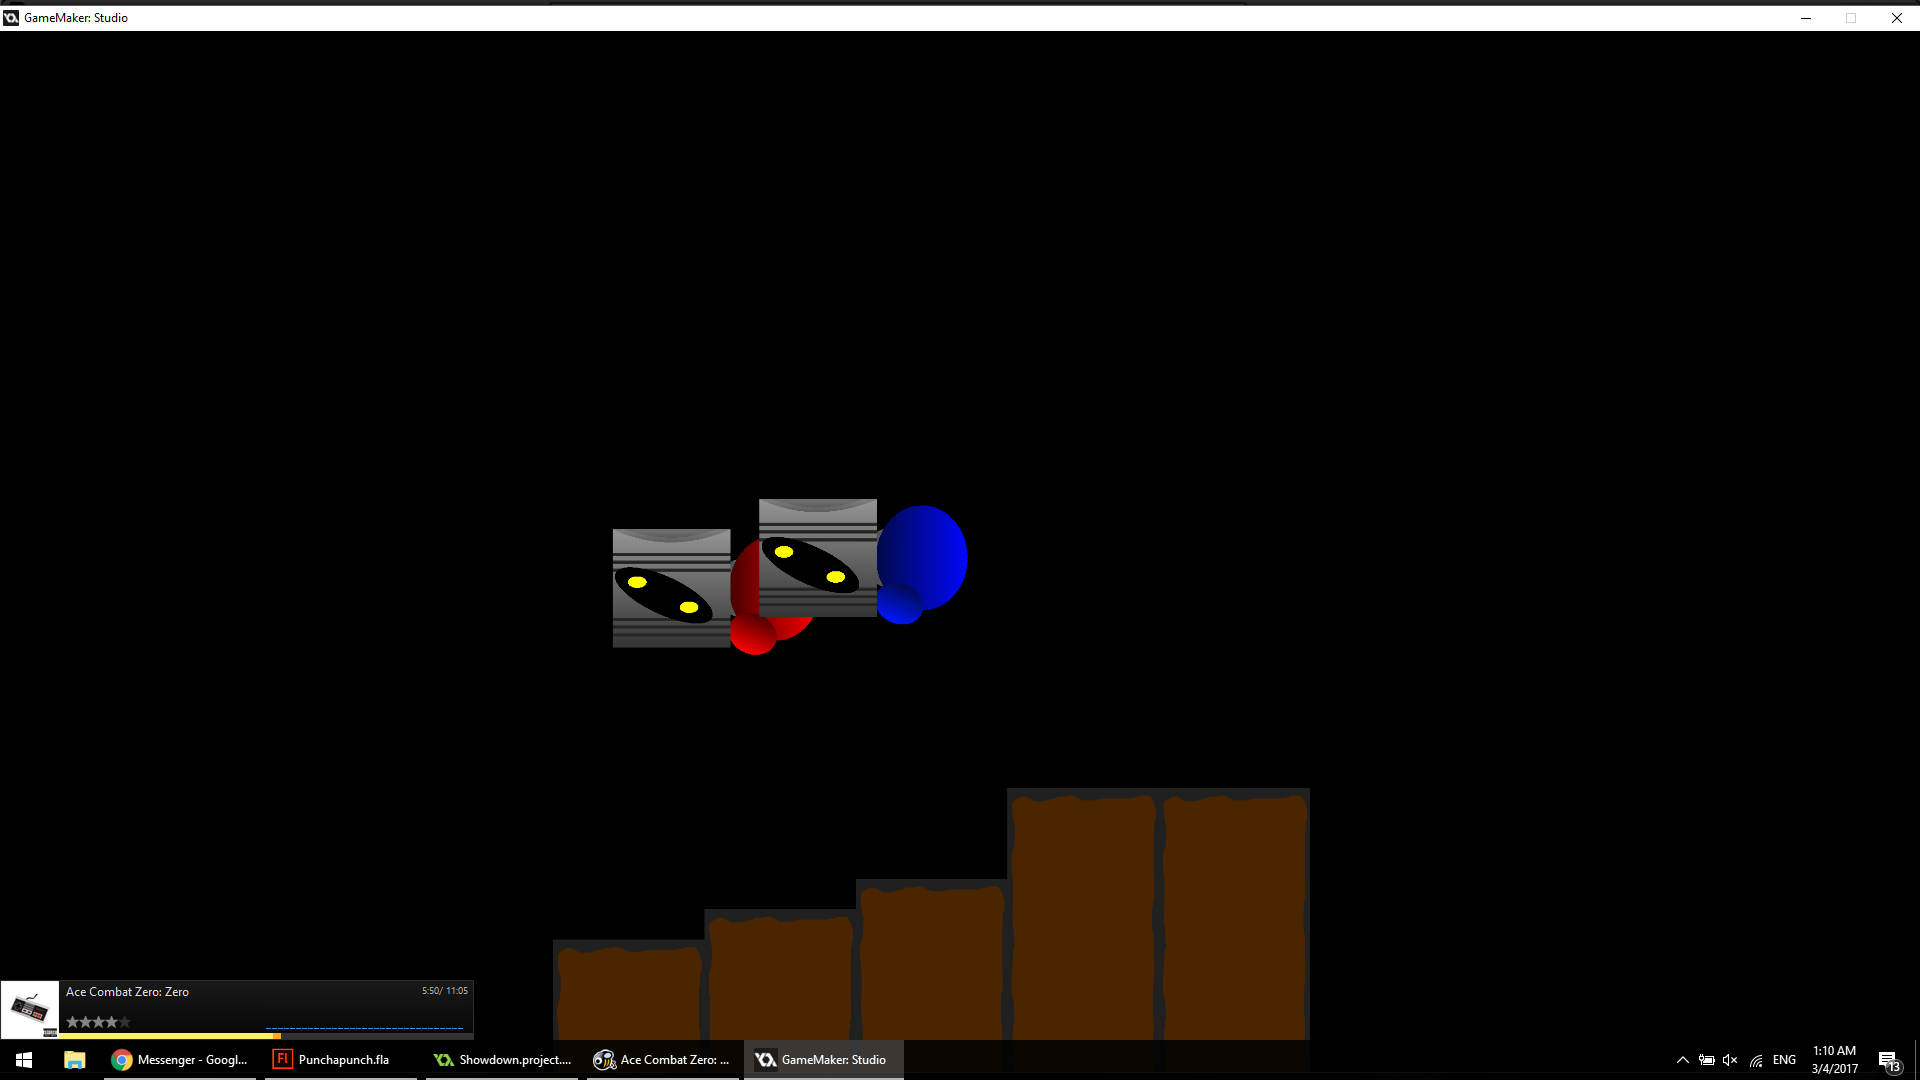 GameMaker: Studio
Ace Combat Zero: Zero
5:50/ 11:05
Messenger - Googl...
Fl
Punchapunch.fla
Showdown.project....
Ace Combat Zero: ...
GameMaker: Studio
ENG
1:10 AM
3/4/2017
13